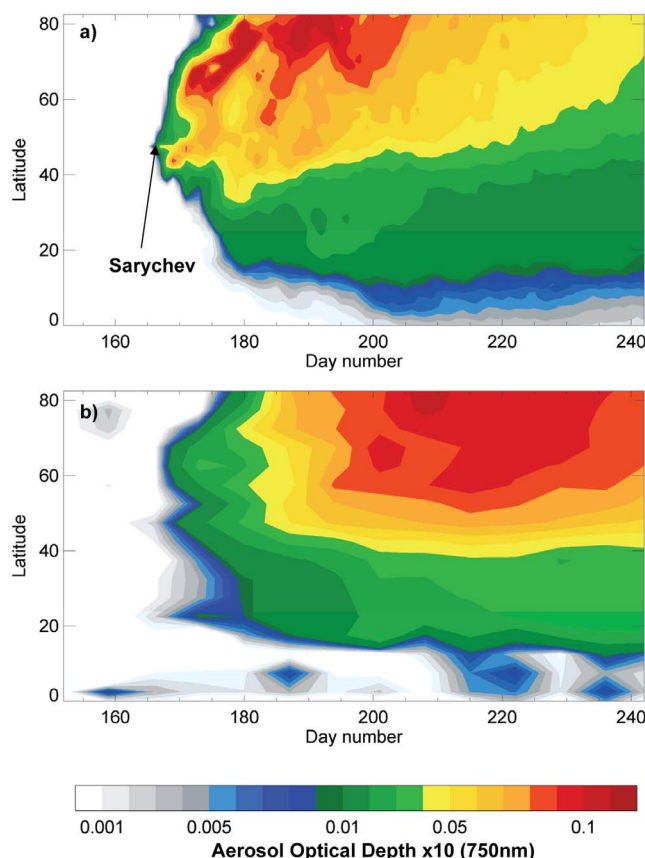 a)
80
60
40
20
0
Latitude
Sarychev
160 180 200 220 240
Day number
b)
80
60
40
20
0
Latitude
160 180 200 220 240
Day number
0.001 0.005 0.01 0.05 0.1
Aerosol Optical Depth x10 (750nm)